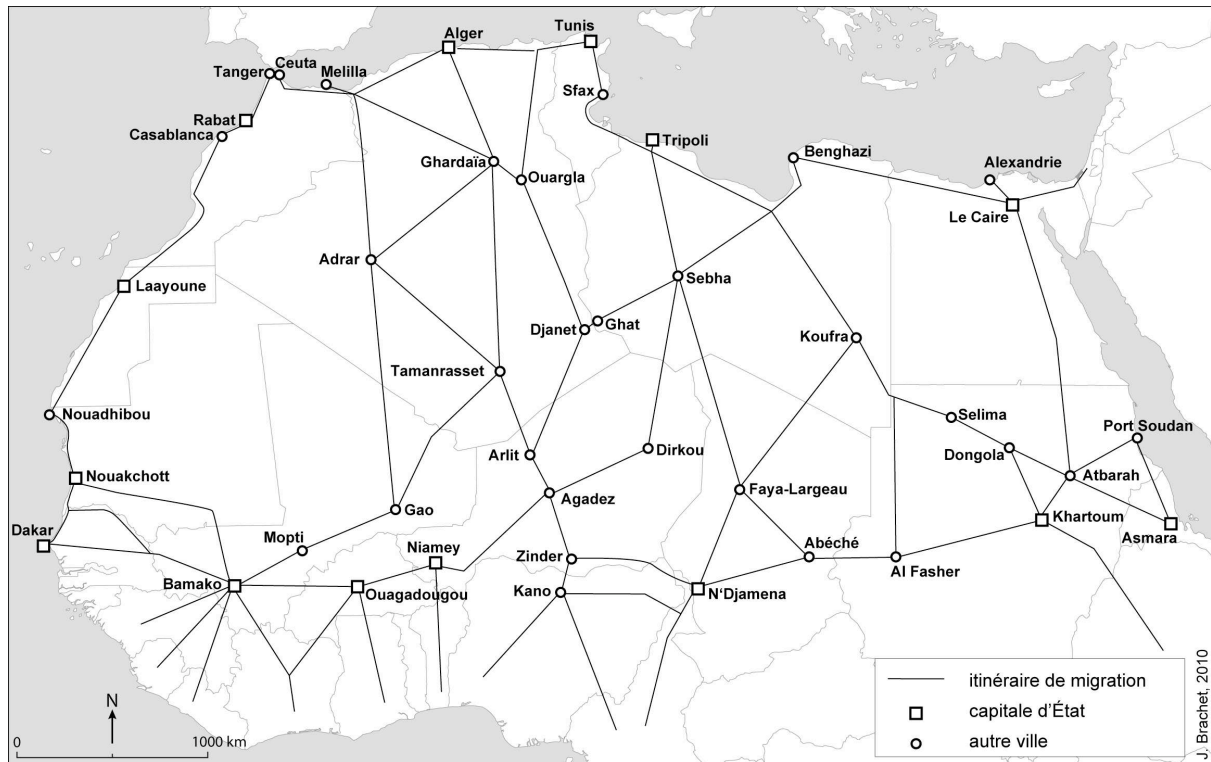 Alger
Tunis
Tanger
Ceuta
Melilla
Sfax
Rabat
Casablanca
Tripoli
Benghazi
Alexandrie
Ghardaïa
Ouargla
Le Caire
Adrar
Sebha
Laayoune
Djanet
Ghat
Koufra
Tamanrasset
Nouadhibou
Selima
Port Soudan
Arlit
Dirkou
Dongola
Atbarah
Nouakchott
Agadez
Faya-Largeau
Gao
Khartoum
Dakar
Mopti
Niamey
Asmara
Zinder
Abéché
Al Fasher
Bamako
Ouagadougou
Kano
N'Djamena
N
0 1000 km
itinéraire de migration
capitale d'État
autre ville
J. Brachet, 2010